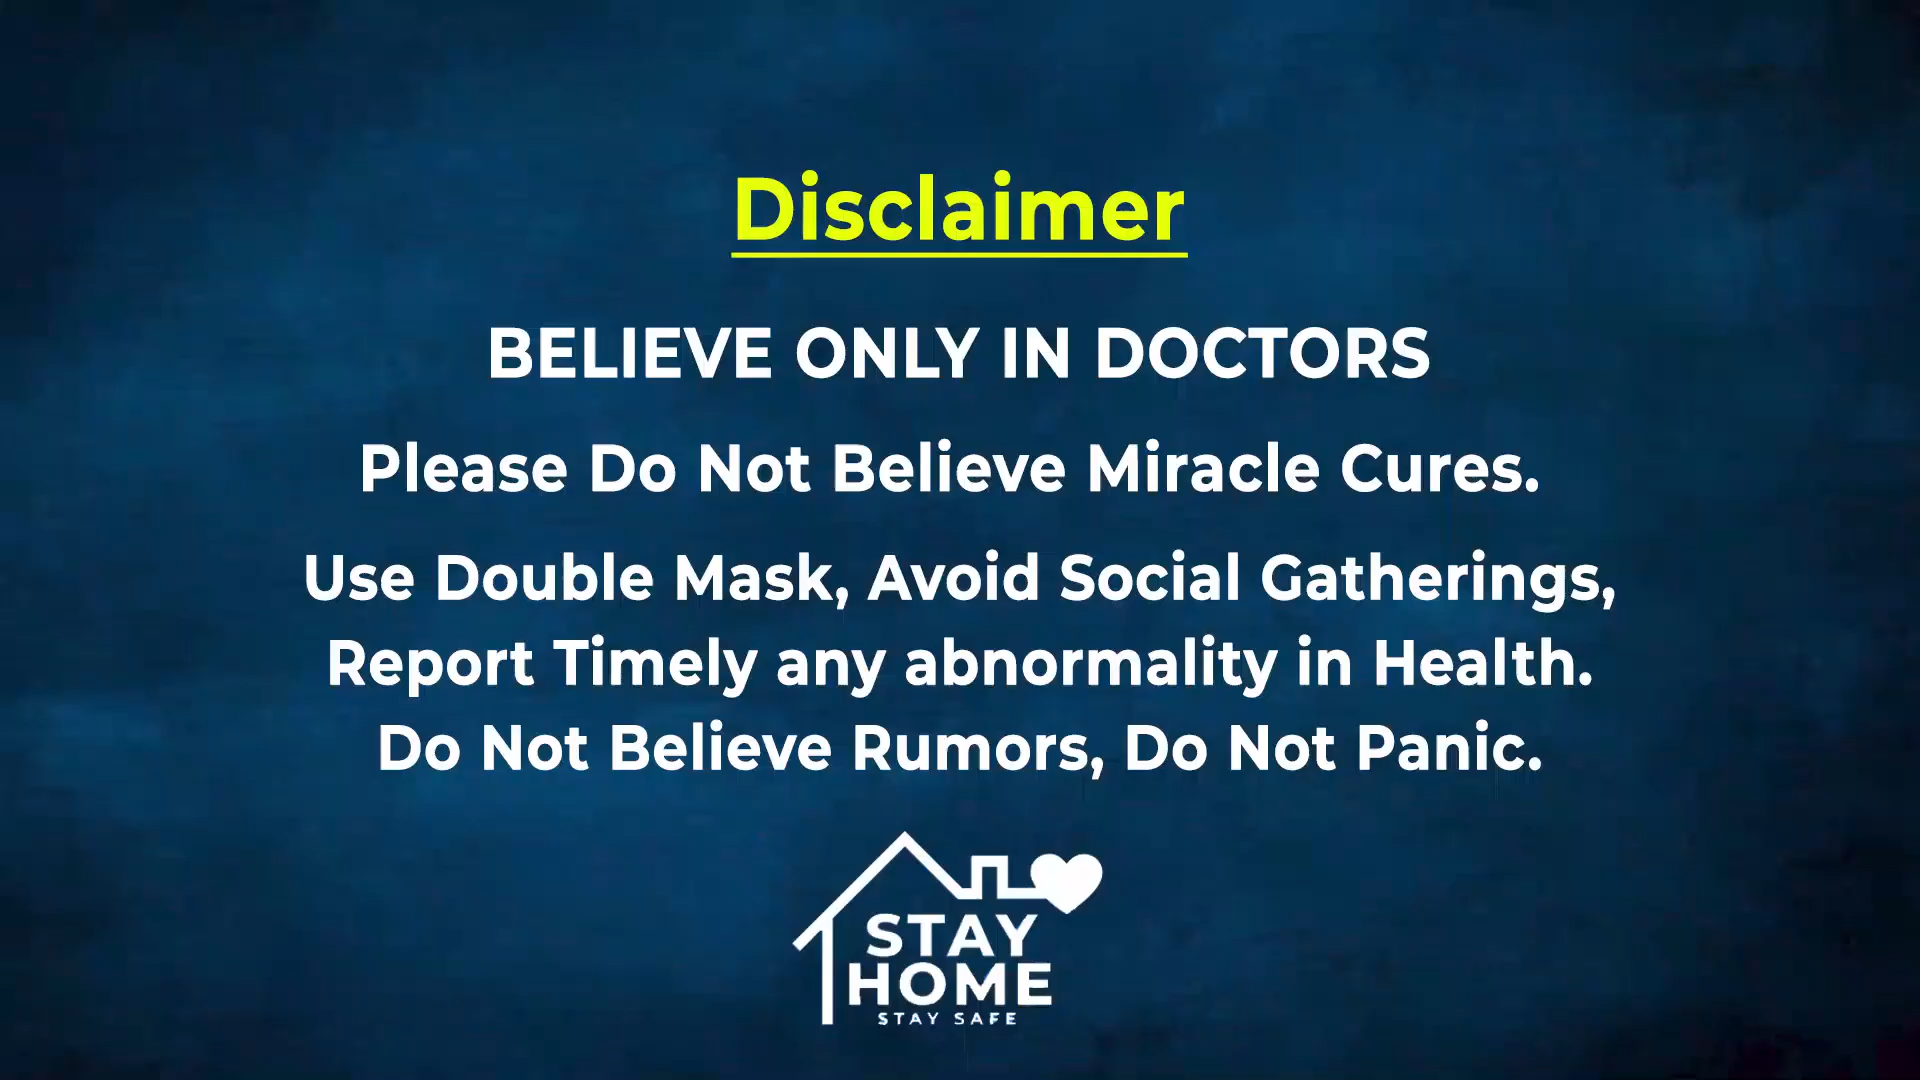 Disclaimer
BELIEVE ONLY IN DOCTORS
Please Do Not Believe Miracle Cures.
Use Double Mask, Avoid Social Gatherings,
Report Timely any abnormality in Health.
Do Not Believe Rumors, Do Not Panic.
STAY
HOME
STAY SAFE